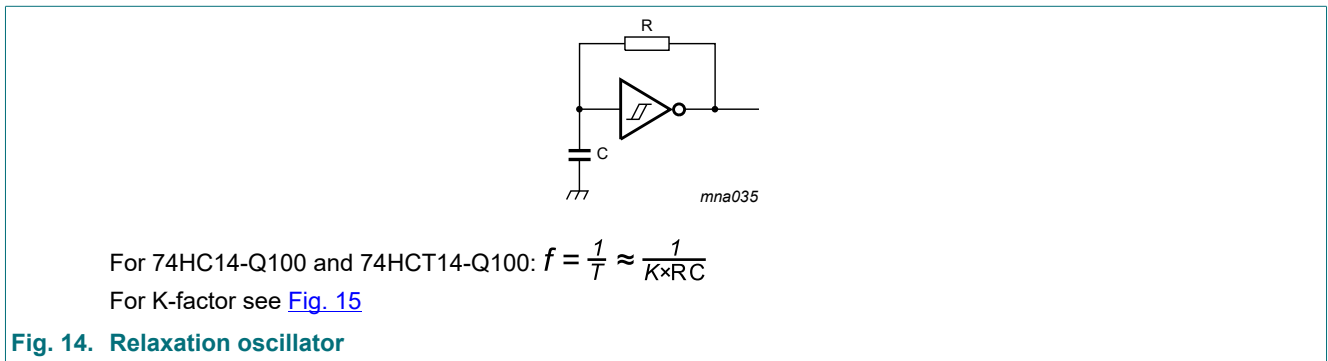 R
C
mna035
For 74HC14-Q100 and 74HCT14-Q100: f = 1/T ≈ 1/K×RC
For K-factor see Fig. 15
Fig. 14. Relaxation oscillator